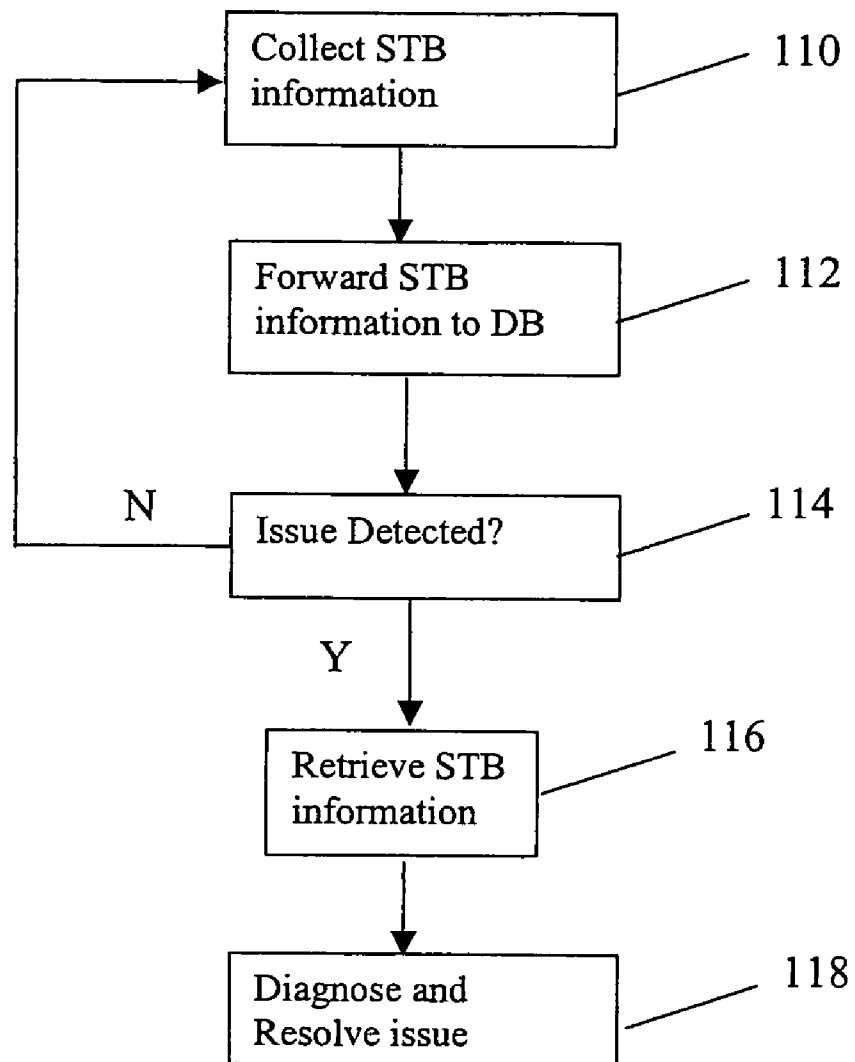 Collect STB
information
110
Forward STB
information to DB
112
N
Issue Detected?
114
Y
Retrieve STB
information
116
Diagnose and
Resolve issue
118